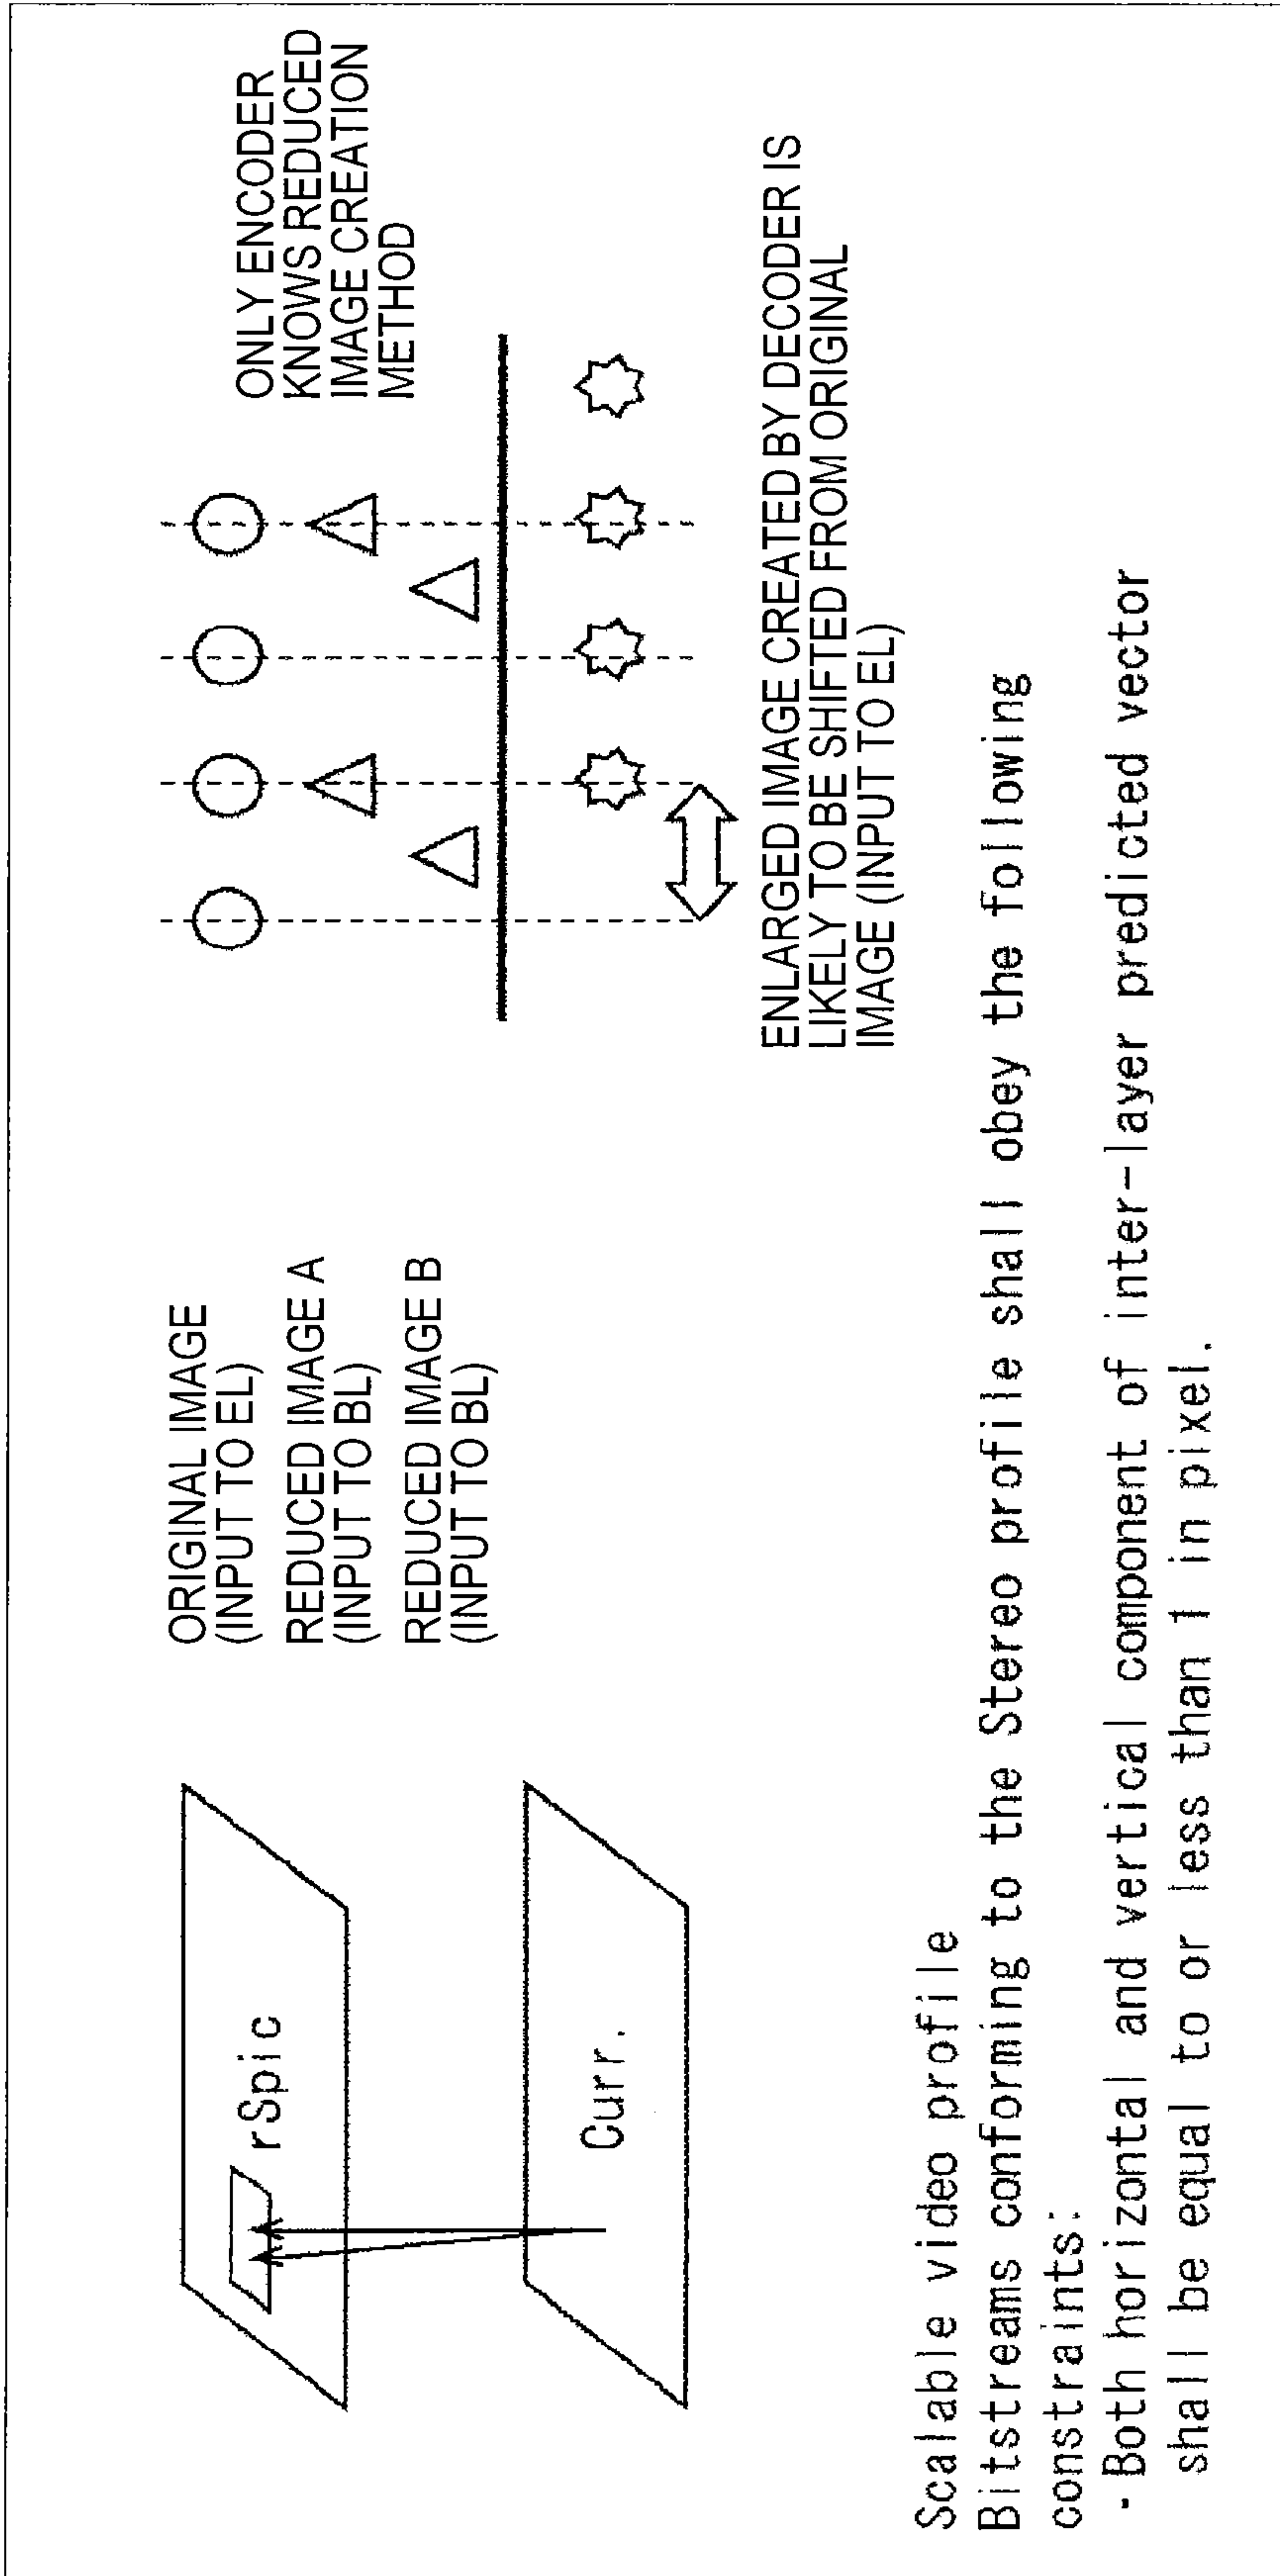 ORIGINAL IMAGE
(INPUT TO EL)
REDUCED IMAGE A
(INPUT TO BL)
REDUCED IMAGE B
(INPUT TO BL)
ONLY ENCODER
KNOWS REDUCED
IMAGE CREATION
METHOD
rSpic
Curr.
ENLARGED IMAGE CREATED BY DECODER IS
LIKELY TO BE SHIFTED FROM ORIGINAL
IMAGE (INPUT TO EL)
Scalable video profile
Bitstreams conforming to the Stereo profile shall obey the following
constraints:
· Both horizontal and vertical component of inter-layer predicted vector
shall be equal to or less than 1 in pixel.